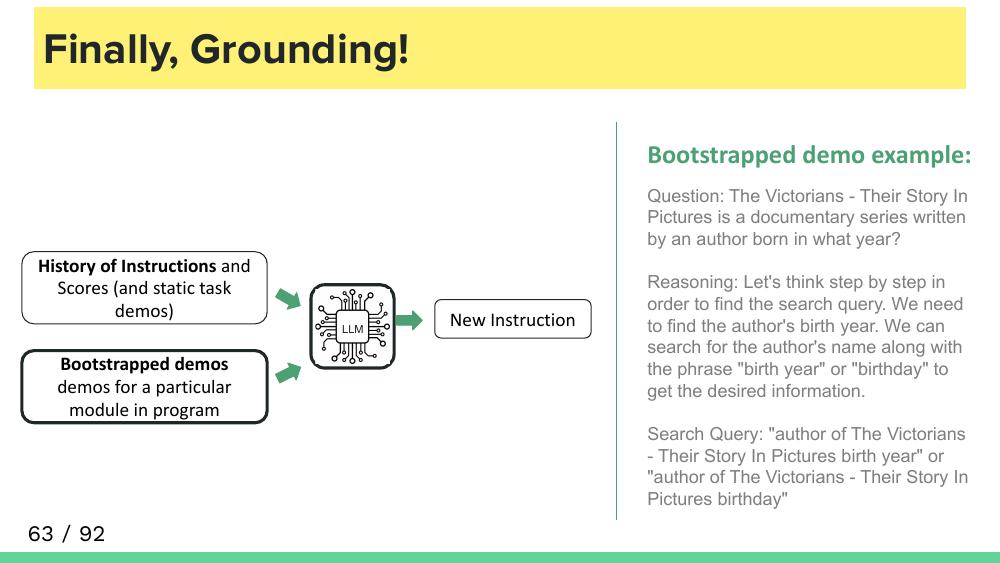 Finally, Grounding!
History of Instructions and
Scores (and static task
demos)
Bootstrapped demos
demos for a particular
module in program
LLM
New Instruction
Bootstrapped demo example:
Question: The Victorians - Their Story In
Pictures is a documentary series written
by an author born in what year?
Reasoning: Let's think step by step in
order to find the search query. We need
to find the author's birth year. We can
search for the author's name along with
the phrase "birth year" or "birthday" to
get the desired information.
Search Query: "author of The Victorians
- Their Story In Pictures birth year" or
"author of The Victorians - Their Story In
Pictures birthday"
63 / 92